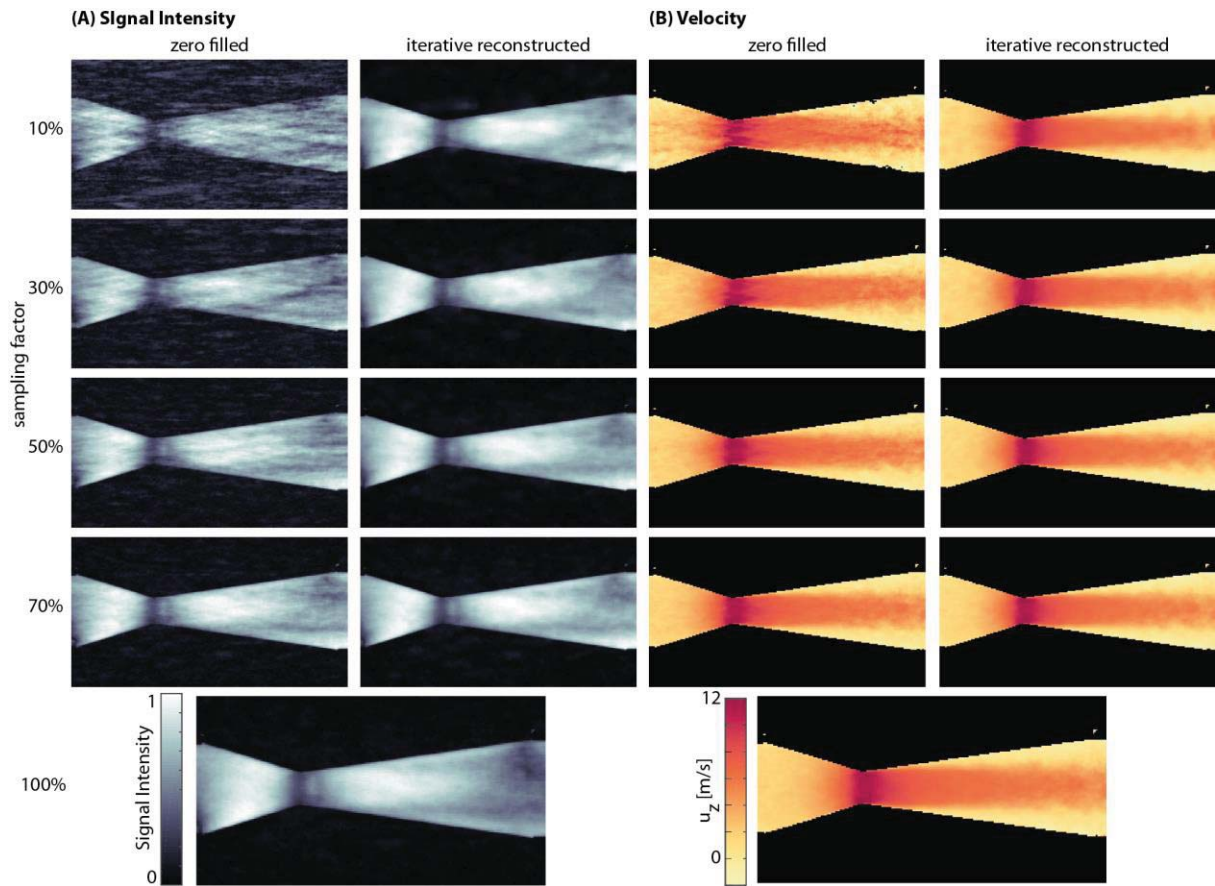 (A) SIgnal Intensity
(B) Velocity
zero filled
iterative reconstructed
zero filled
iterative reconstructed
sampling factor
10%
30%
50%
70%
100%
1
Signal Intensity
0
12
u_z [m/s]
0